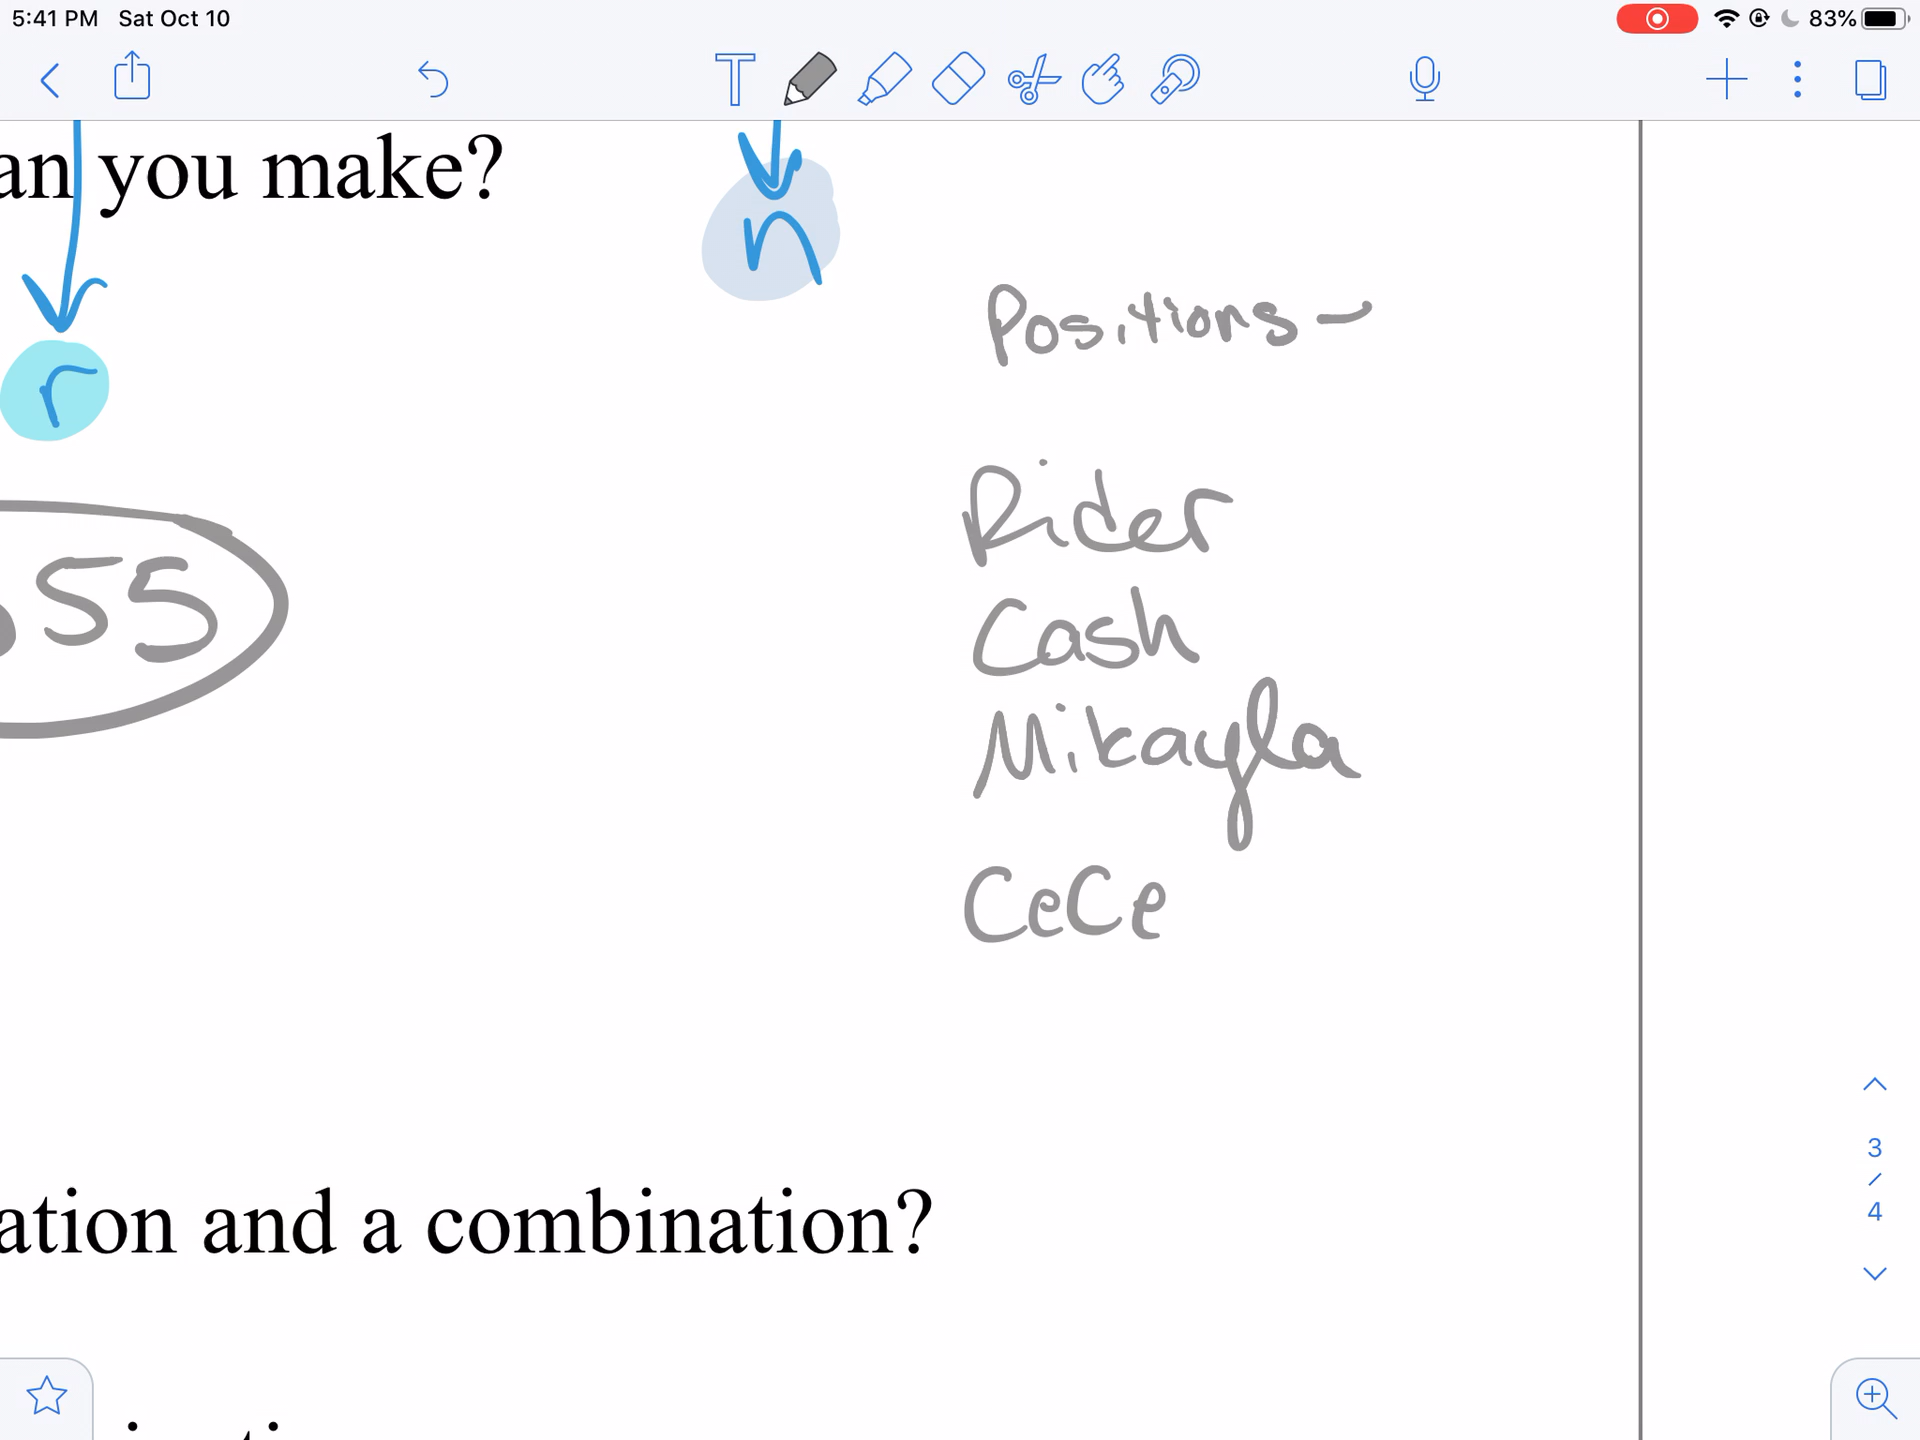 5:41 PM Sat Oct 10
83%
an you make?
n
Positions -
r
Rider
55
Cash
Mikayla
CeCe
3
/
4
ation and a combination?